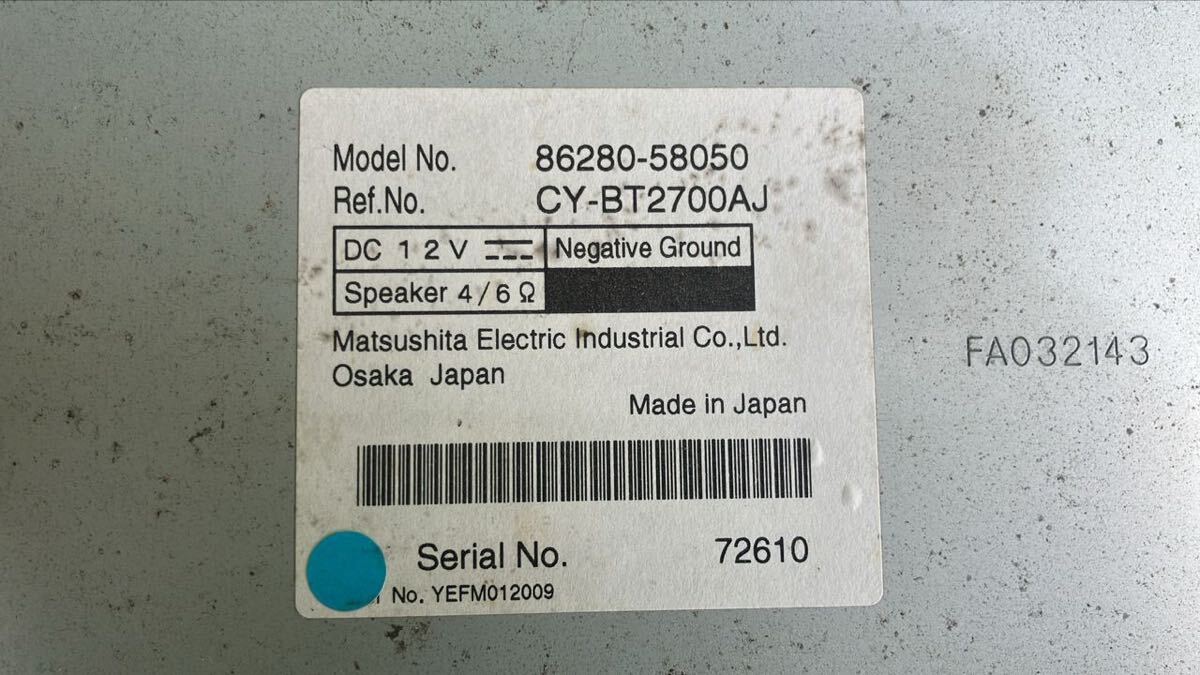 Model No. 86280-58050
Ref.No. CY-BT2700AJ
DC 12V Negative Ground
Speaker 4/6Ω
Matsushita Electric Industrial Co.,Ltd.
Osaka Japan
Made in Japan
FA032143
Serial No. 72610
No. YEFM012009